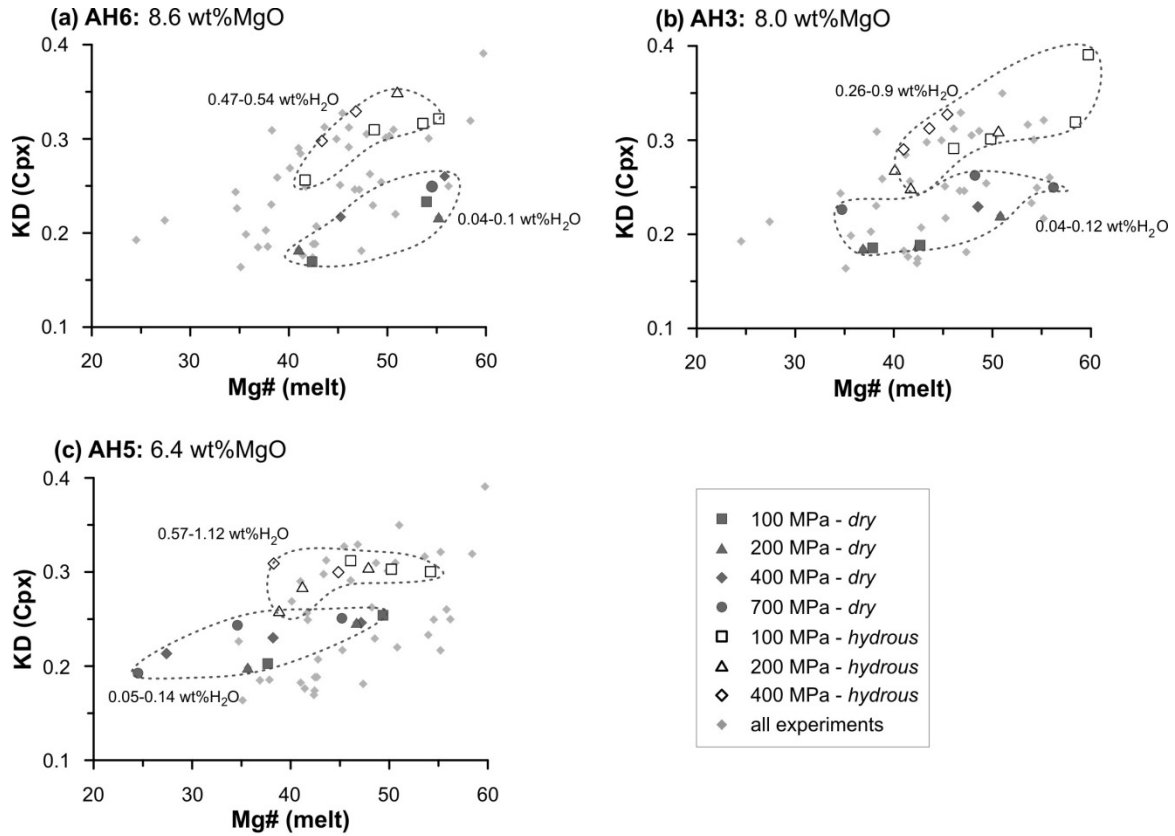 (a) AH6: 8.6 wt%MgO
0.4
0.3
0.2
0.1
KD (Cpx)
0.47-0.54 wt%H₂O
0.04-0.1 wt%H₂O
20 30 40 50 60
Mg# (melt)
(b) AH3: 8.0 wt%MgO
0.4
0.3
0.2
0.1
KD (Cpx)
0.26-0.9 wt%H₂O
0.04-0.12 wt%H₂O
20 30 40 50 60
Mg# (melt)
(c) AH5: 6.4 wt%MgO
0.4
0.3
0.2
0.1
KD (Cpx)
0.57-1.12 wt%H₂O
0.05-0.14 wt%H₂O
20 30 40 50 60
Mg# (melt)
100 MPa - dry
200 MPa - dry
400 MPa - dry
700 MPa - dry
100 MPa - hydrous
200 MPa - hydrous
400 MPa - hydrous
all experiments